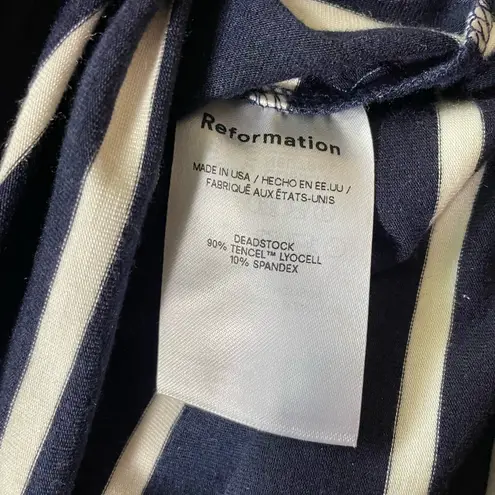 Reformation
MADE IN USA / HECHO EN EE.UU /
FABRIQUÉ AUX ÉTATS-UNIS
DEADSTOCK
90% TENCEL™ LYOCELL
10% SPANDEX